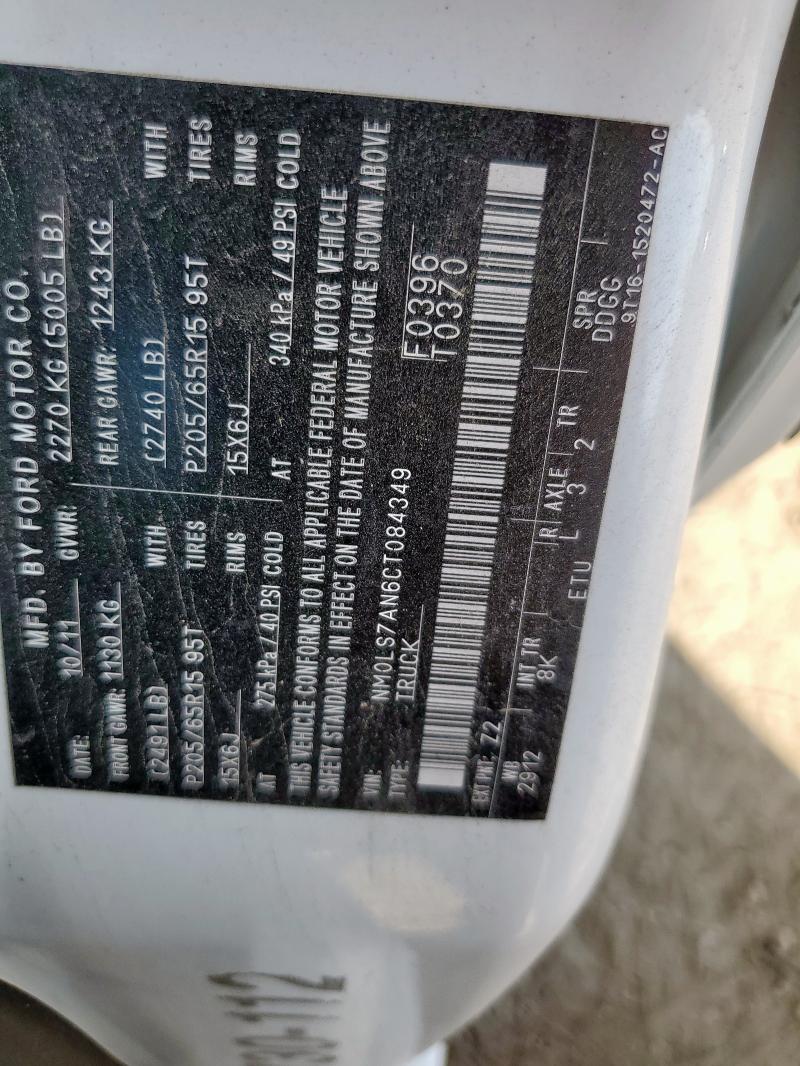 MFD. BY FORD MOTOR CO.
DATE: 10/11 GVWR: 2270 KG (5005 LB)
FRONT GAWR: 1130 KG REAR GAWR: 1243 KG
(2491 LB) WITH (2740 LB) WITH
P205/65R15 95T TIRES P205/65R15 95T TIRES
15X6J RIMS 15X6J RIMS
AT 275 kPa / 40 PSI COLD AT 340 kPa / 49 PSI COLD
THIS VEHICLE CONFORMS TO ALL APPLICABLE FEDERAL MOTOR VEHICLE
SAFETY STANDARDS IN EFFECT ON THE DATE OF MANUFACTURE SHOWN ABOVE
VIN: NM0LS7AN6CT084349
TYPE: TRUCK F0396
T0370
EXT PNT: Z2
WB INT TR R AXLE TR SPR
2912 8K L 3 2 DDGG
ETU 9T16-1520472-AC
30-112